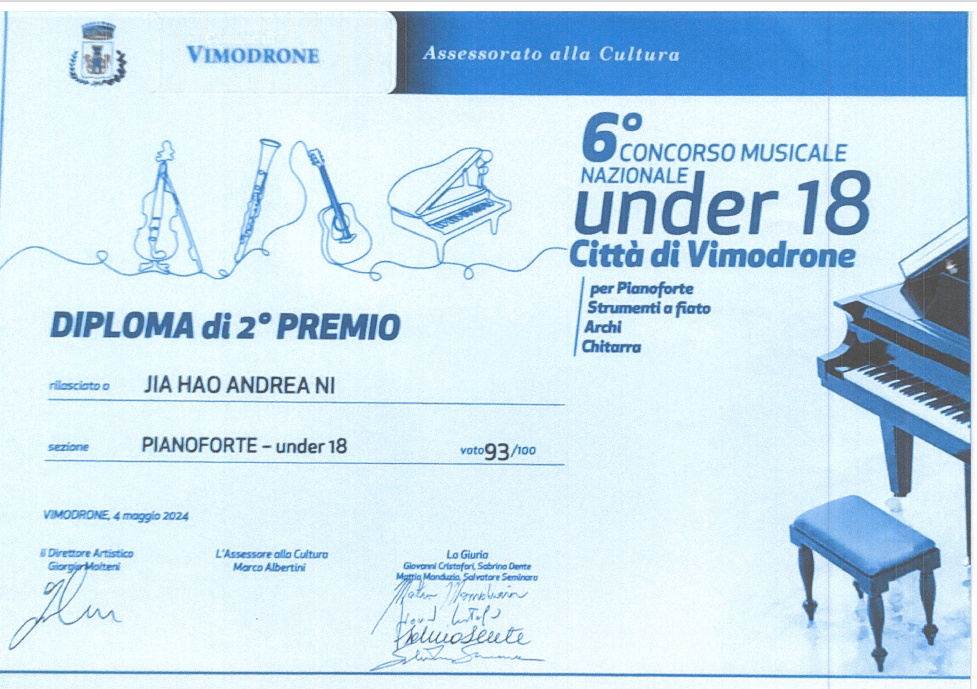 VIMODRONE
Assessorato alla Cultura
6° CONCORSO MUSICALE
NAZIONALE
under 18
Città di Vimodrone
per Pianoforte
Strumenti a fiato
Archi
Chitarra
DIPLOMA di 2° PREMIO
rilasciato a JIA HAO ANDREA NI
sezione PIANOFORTE – under 18 voto 93/100
VIMODRONE, 4 maggio 2024
Il Direttore Artistico
Giorgio Molteni
L'Assessore alla Cultura
Marco Albertini
La Giuria
Giovanni Cristofari, Sabrina Dente
Mattia Manduzio, Salvatore Seminara